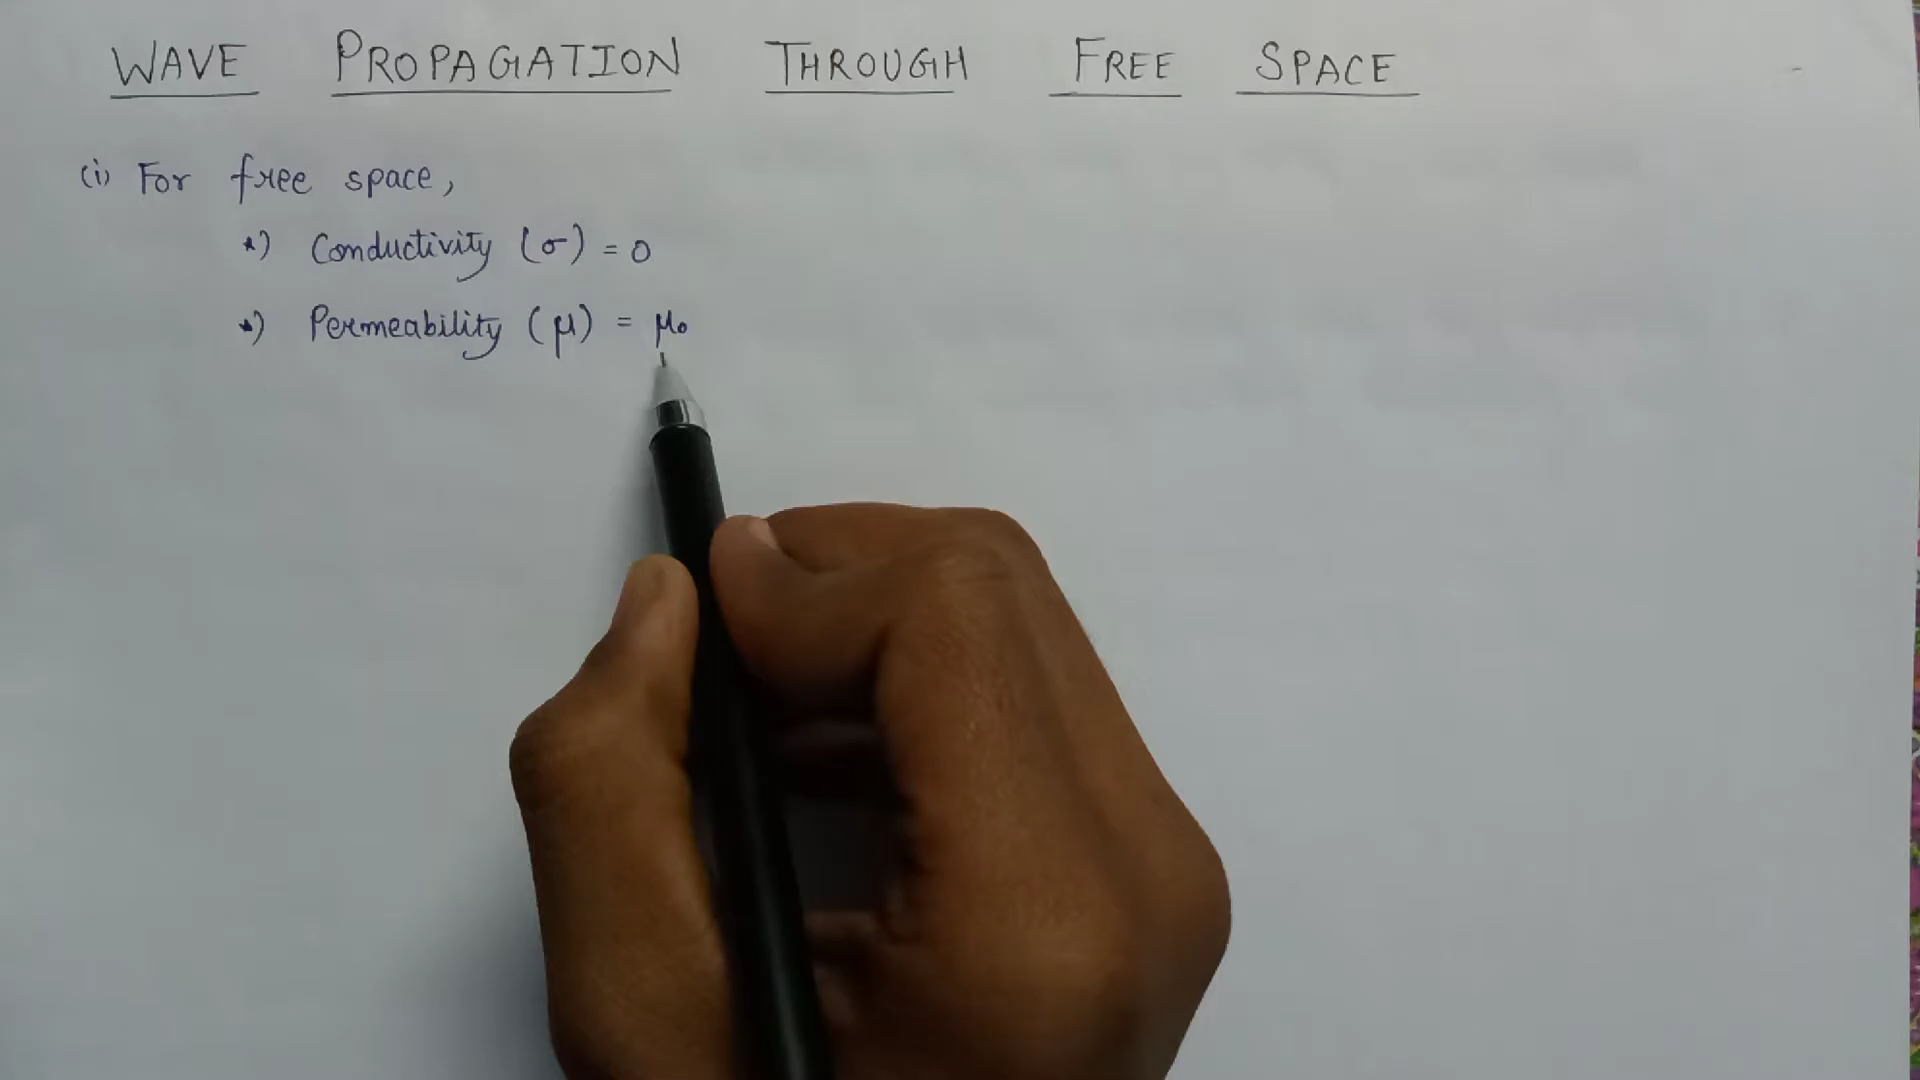 WAVE PROPAGATION THROUGH FREE SPACE
(i) For free space,
*) Conductivity (σ) = 0
*) Permeability (μ) = μ₀